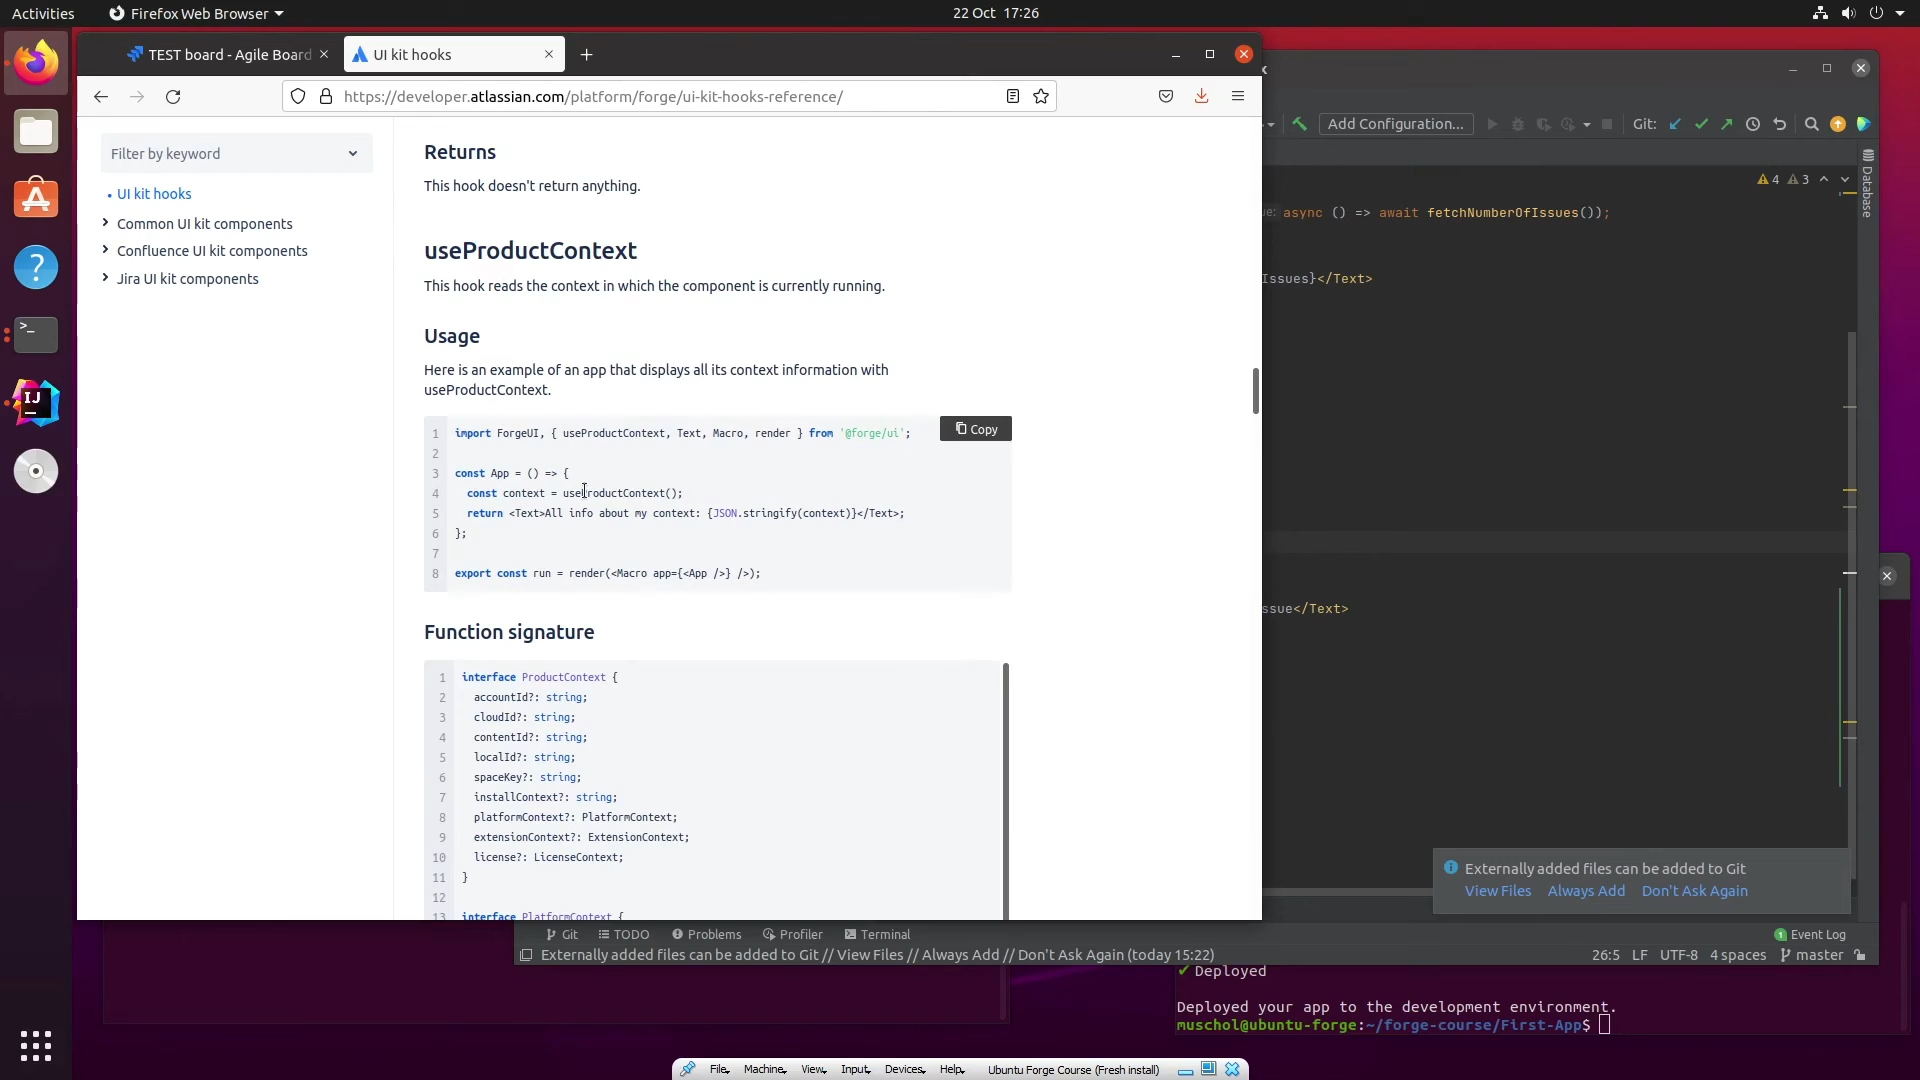 Activities
Firefox Web Browser
22 Oct 17:26
TEST board - Agile Board
UI kit hooks
https://developer.atlassian.com/platform/forge/ui-kit-hooks-reference/
Filter by keyword
UI kit hooks
Common UI kit components
Confluence UI kit components
Jira UI kit components
Returns
This hook doesn't return anything.
useProductContext
This hook reads the context in which the component is currently running.
Usage
Here is an example of an app that displays all its context information with
useProductContext.
Copy
1 import ForgeUI, { useProductContext, Text, Macro, render } from '@forge/ui';
2
3 const App = () => {
4 const context = useProductContext();
5 return <Text>All info about my context: {JSON.stringify(context)}</Text>;
6 };
7
8 export const run = render(<Macro app={<App />} />);
Function signature
1 interface ProductContext {
2 accountId?: string;
3 cloudId?: string;
4 contentId?: string;
5 localId?: string;
6 spaceKey?: string;
7 installContext?: string;
8 platformContext?: PlatformContext;
9 extensionContext?: ExtensionContext;
10 license?: LicenseContext;
11 }
12
13 interface PlatformContext {
Add Configuration...
Git:
4 3
Database
ue: async () => await fetchNumberOfIssues());
Issues}</Text>
ssue</Text>
Externally added files can be added to Git
View Files Always Add Don't Ask Again
Git TODO Problems Profiler Terminal
1 Event Log
Externally added files can be added to Git // View Files // Always Add // Don't Ask Again (today 15:22)
26:5 LF UTF-8 4 spaces master
✔ Deployed
Deployed your app to the development environment.
muschol@ubuntu-forge:~/forge-course/First-App$
File Machine View Input Devices Help Ubuntu Forge Course (Fresh install)